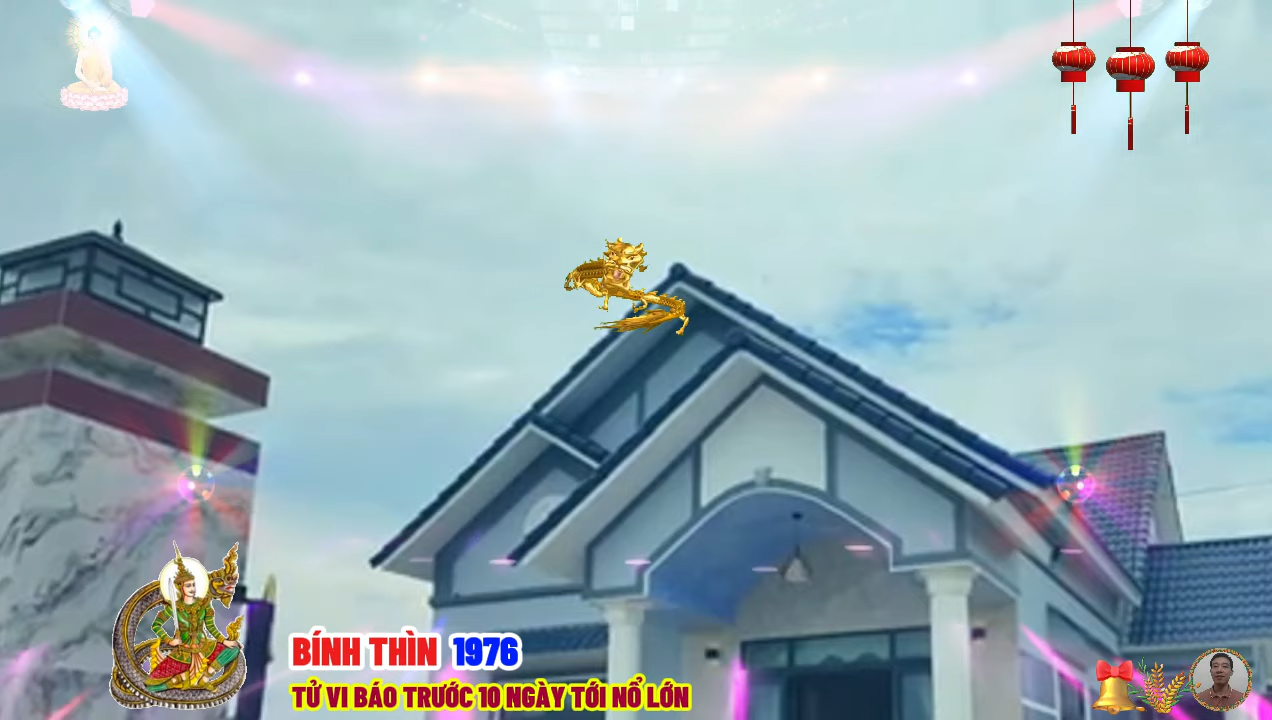 BÍNH THÌN 1976
TỬ VI BÁO TRƯỚC 10 NGÀY TỚI NỔ LỚN